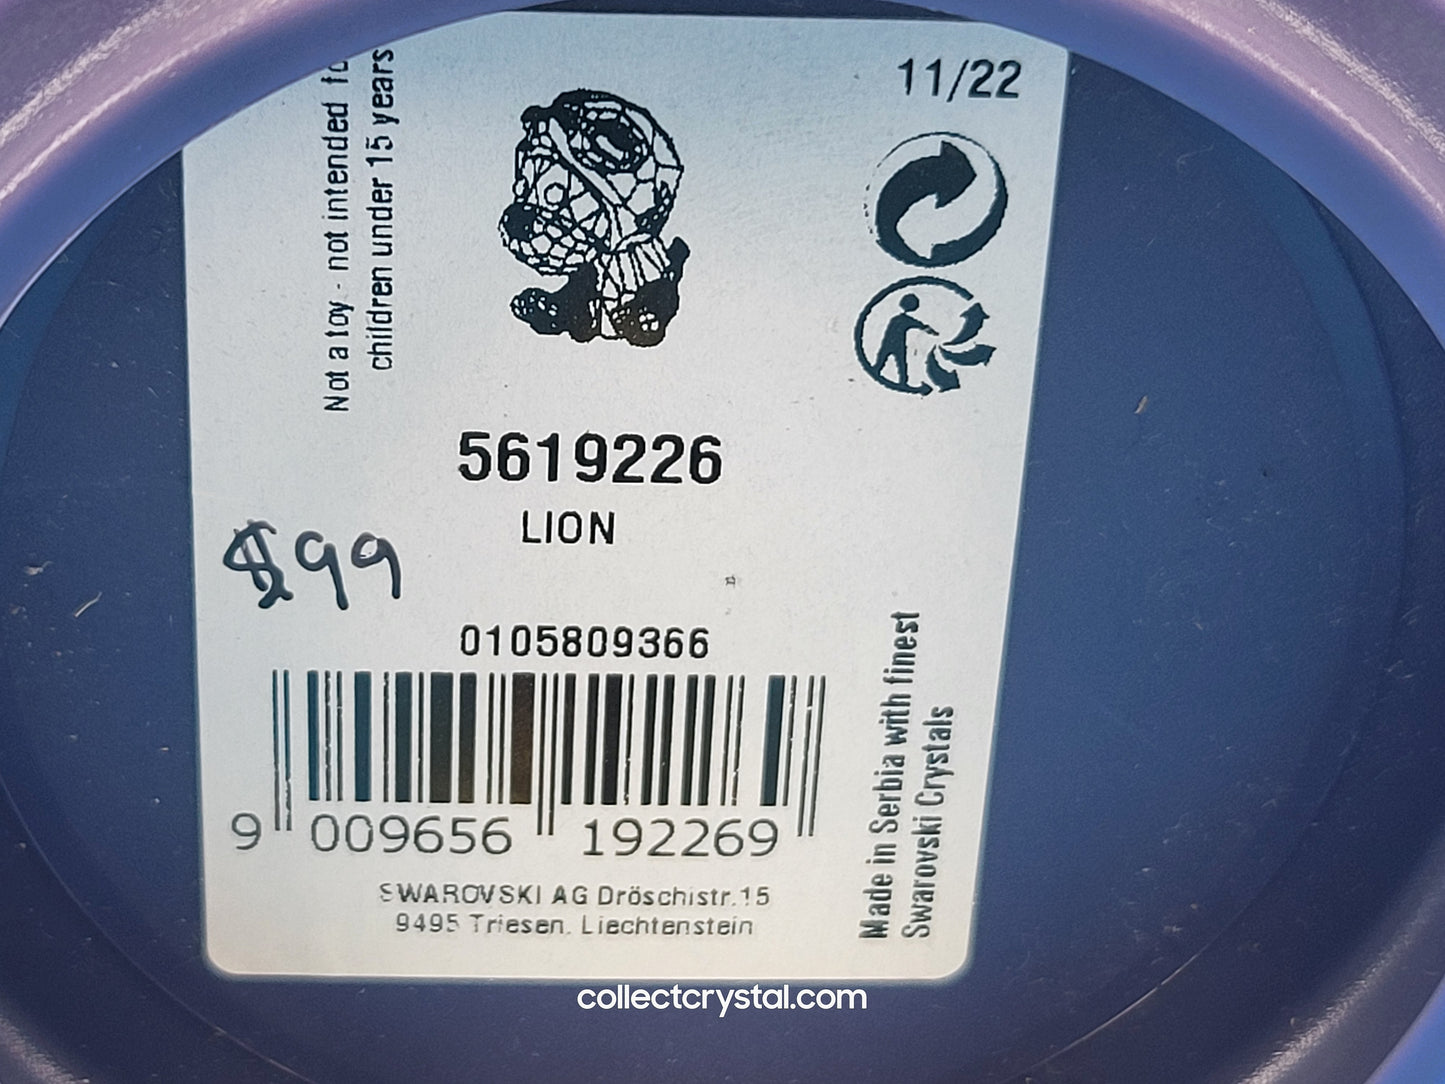 Not a toy - not intended fo
children under 15 years
11/22
5619226
LION
$99
0105809366
9 009656 192269
SWAROVSKI AG Dröschistr.15
9495 Triesen. Liechtenstein
Made in Serbia with finest
Swarovski Crystals
collectcrystal.com